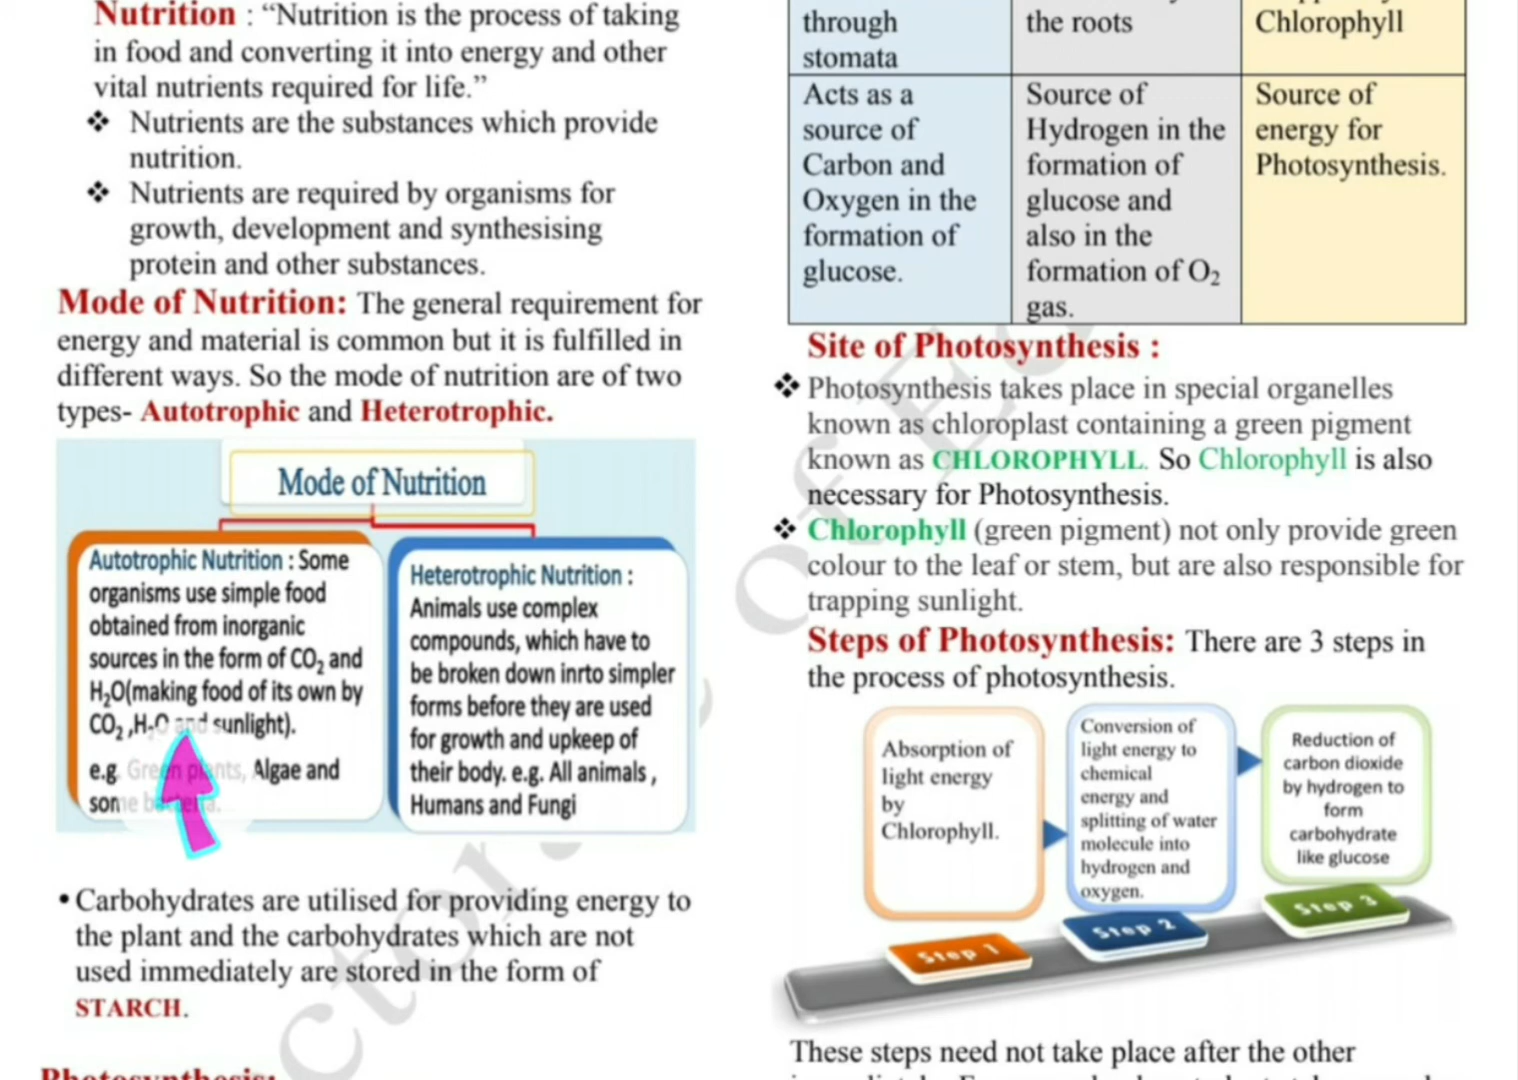 Nutrition : “Nutrition is the process of taking
in food and converting it into energy and other
vital nutrients required for life.”
❖ Nutrients are the substances which provide
nutrition.
❖ Nutrients are required by organisms for
growth, development and synthesising
protein and other substances.
Mode of Nutrition: The general requirement for
energy and material is common but it is fulfilled in
different ways. So the mode of nutrition are of two
types- Autotrophic and Heterotrophic.
Mode of Nutrition
Autotrophic Nutrition : Some
organisms use simple food
obtained from inorganic
sources in the form of CO₂ and
H₂O(making food of its own by
CO₂ ,H₂O and sunlight).
e.g. Green plants, Algae and
some bacteria.
Heterotrophic Nutrition :
Animals use complex
compounds, which have to
be broken down inrto simpler
forms before they are used
for growth and upkeep of
their body. e.g. All animals ,
Humans and Fungi
• Carbohydrates are utilised for providing energy to
the plant and the carbohydrates which are not
used immediately are stored in the form of
STARCH.
Photosynthesis:
through
stomata
the roots
Chlorophyll
Acts as a
source of
Carbon and
Oxygen in the
formation of
glucose.
Source of
Hydrogen in the
formation of
glucose and
also in the
formation of O₂
gas.
Source of
energy for
Photosynthesis.
Site of Photosynthesis :
❖ Photosynthesis takes place in special organelles
known as chloroplast containing a green pigment
known as CHLOROPHYLL. So Chlorophyll is also
necessary for Photosynthesis.
❖ Chlorophyll (green pigment) not only provide green
colour to the leaf or stem, but are also responsible for
trapping sunlight.
Steps of Photosynthesis: There are 3 steps in
the process of photosynthesis.
Absorption of
light energy
by
Chlorophyll.
Conversion of
light energy to
chemical
energy and
splitting of water
molecule into
hydrogen and
oxygen.
Reduction of
carbon dioxide
by hydrogen to
form
carbohydrate
like glucose
Step 1
Step 2
Step 3
These steps need not take place after the other